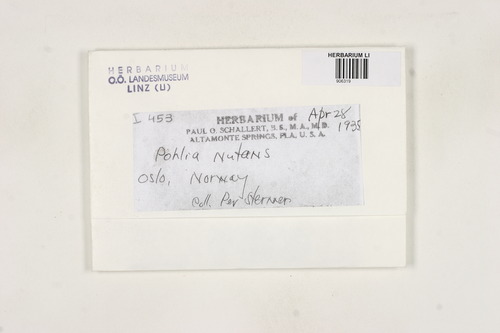 HERBARIUM
O.Ö. LANDESMUSEUM
LINZ (LI)
HERBARIUM LI
I 453
HERBARIUM of Apr 28
PAUL O. SCHALLERT, B.S., M.A., M.D. 1935
ALTAMONTE SPRINGS, FLA, U.S.A.
Pohlia nutans
Oslo, Norway
coll. Per Størmer